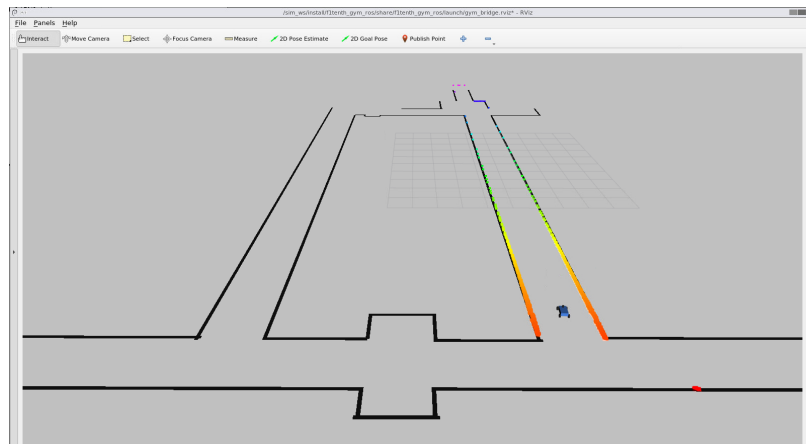 /sim_ws/install/f1tenth_gym_ros/share/f1tenth_gym_ros/launch/gym_bridge.rviz* - RViz
File Panels Help
Interact Move Camera Select Focus Camera Measure 2D Pose Estimate 2D Goal Pose Publish Point